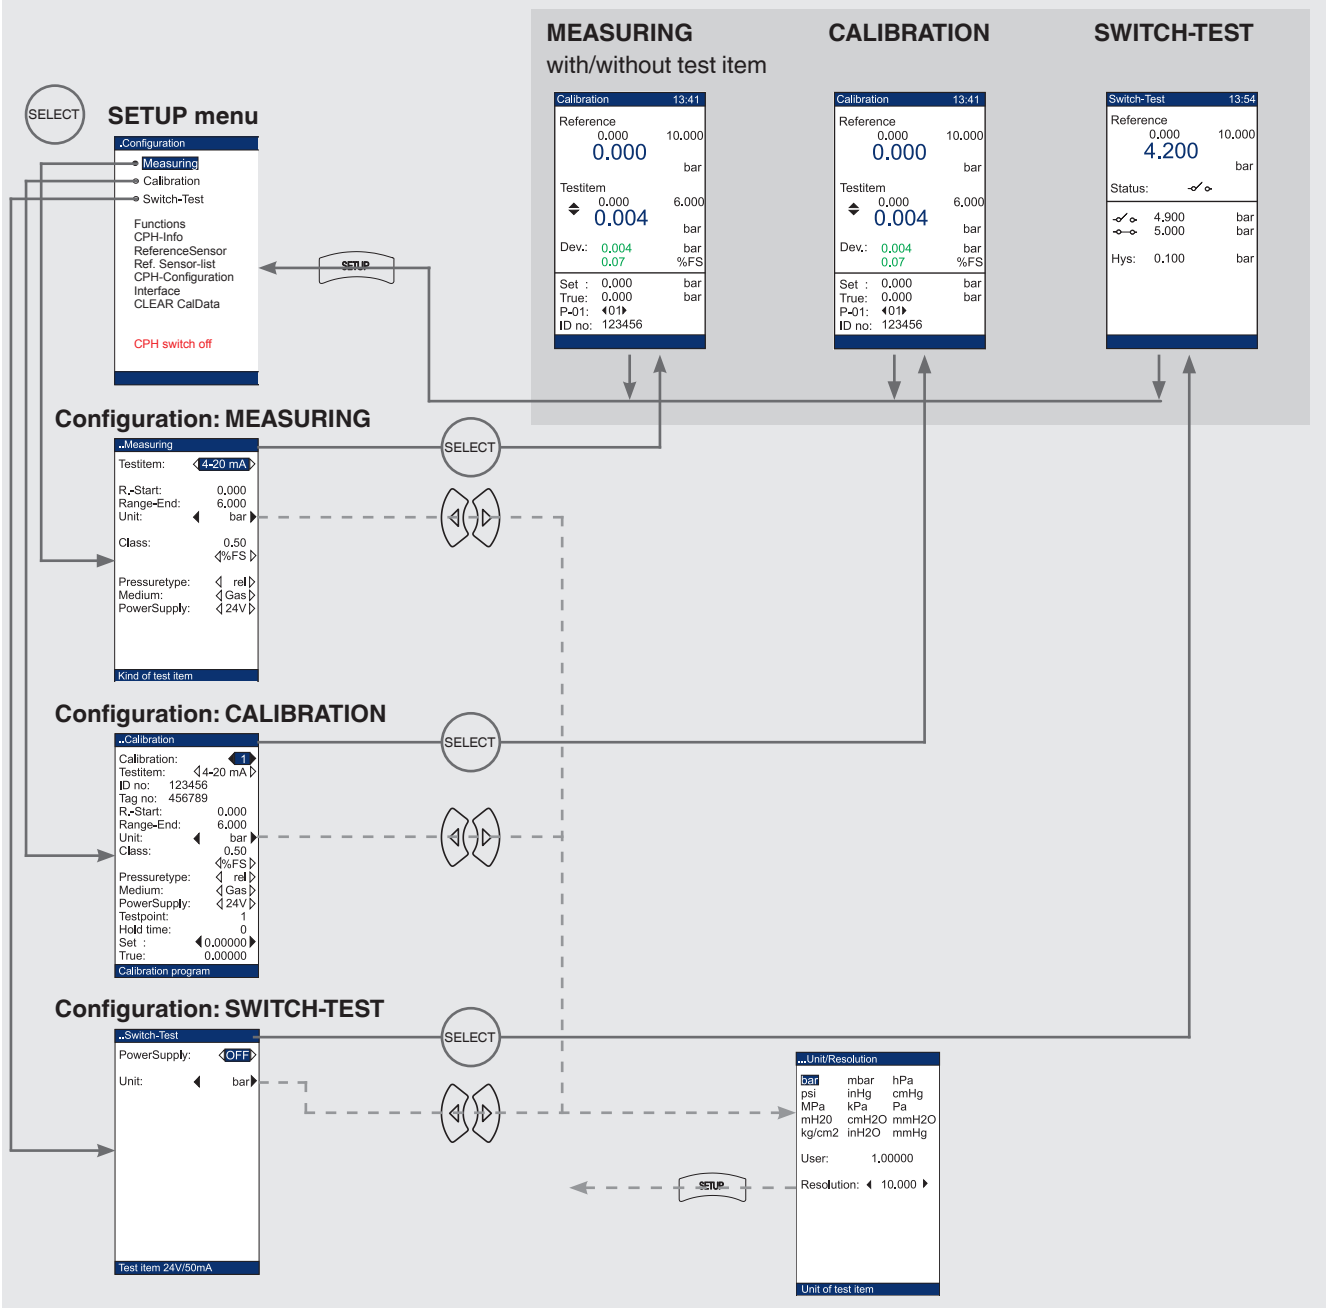 MEASURING
with/without test item
CALIBRATION
SWITCH-TEST
Calibration 13:41
Reference
0.000 10.000
0.000
bar
Testitem
0.000 6.000
0.004
bar
Dev.: 0.004 bar
0.07 %FS
Set : 0.000 bar
True: 0.000 bar
P-01: 01
ID no: 123456
Calibration 13:41
Reference
0.000 10.000
0.000
bar
Testitem
0.000 6.000
0.004
bar
Dev.: 0.004 bar
0.07 %FS
Set : 0.000 bar
True: 0.000 bar
P-01: 01
ID no: 123456
Switch-Test 13:54
Reference
0.000 10.000
4.200
bar
Status:
4.900 bar
5.000 bar
Hys: 0.100 bar
SELECT
SETUP menu
.Configuration
Measuring
Calibration
Switch-Test
Functions
CPH-Info
ReferenceSensor
Ref. Sensor-list
CPH-Configuration
Interface
CLEAR CalData
CPH switch off
SETUP
Configuration: MEASURING
..Measuring
Testitem: 4-20 mA
R.-Start: 0.000
Range-End: 6.000
Unit: bar
Class: 0.50
%FS
Pressuretype: rel
Medium: Gas
PowerSupply: 24V
Kind of test item
SELECT
Configuration: CALIBRATION
..Calibration
Calibration: 1
Testitem: 4-20 mA
ID no: 123456
Tag no: 456789
R.-Start: 0.000
Range-End: 6.000
Unit: bar
Class: 0.50
%FS
Pressuretype: rel
Medium: Gas
PowerSupply: 24V
Testpoint: 1
Hold time: 0
Set : 0.00000
True: 0.00000
Calibration program
SELECT
Configuration: SWITCH-TEST
..Switch-Test
PowerSupply: OFF
Unit: bar
Test item 24V/50mA
SELECT
...Unit/Resolution
bar mbar hPa
psi inHg cmHg
MPa kPa Pa
mH20 cmH2O mmH2O
kg/cm2 inH2O mmHg
User: 1.00000
Resolution: 10.000
Unit of test item
SETUP